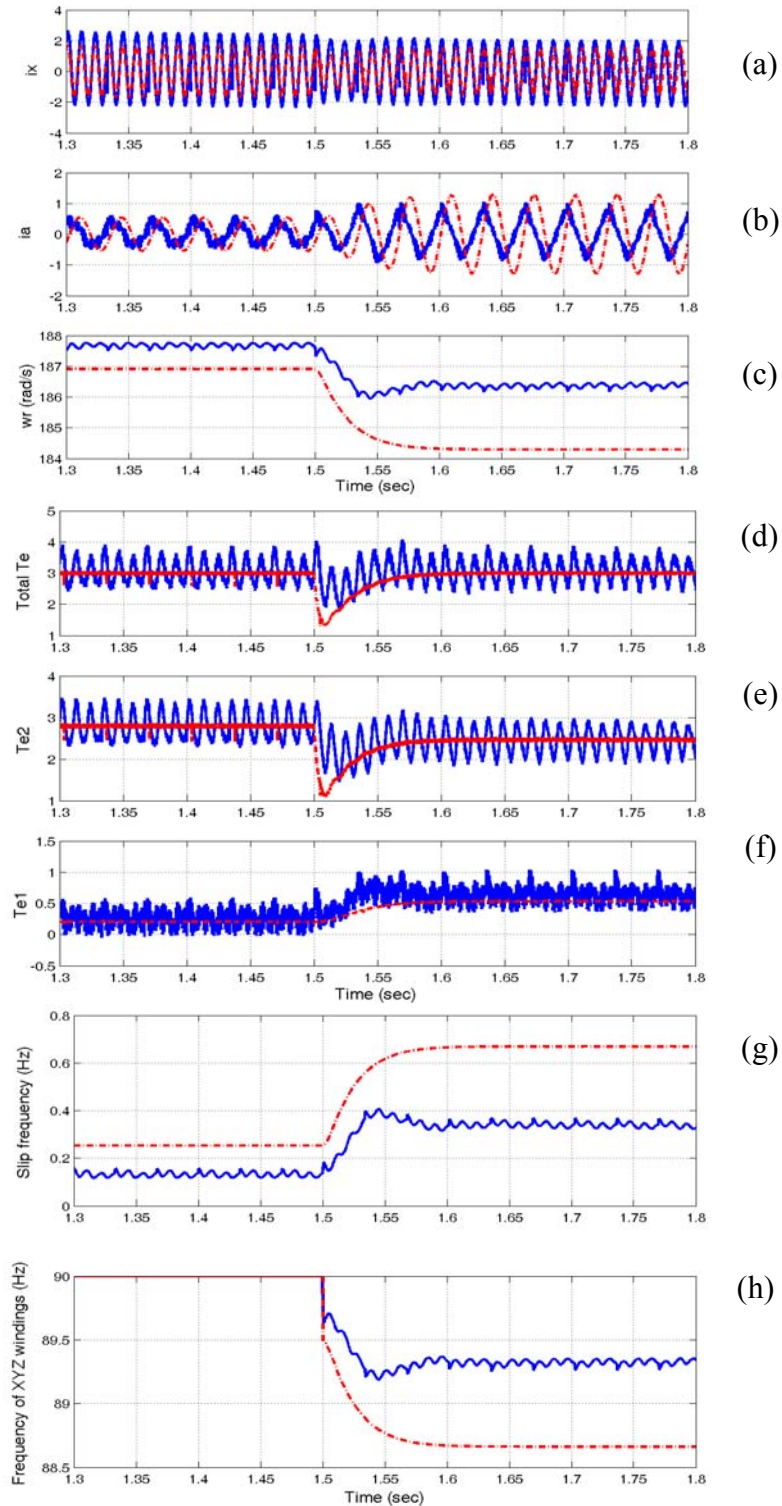 4
2
0
-2
-4
ix
1.3 1.35 1.4 1.45 1.5 1.55 1.6 1.65 1.7 1.75 1.8
(a)
2
1
0
-1
-2
ia
1.3 1.35 1.4 1.45 1.5 1.55 1.6 1.65 1.7 1.75 1.8
(b)
188
187
186
185
184
wr (rad/s)
1.3 1.35 1.4 1.45 1.5 1.55 1.6 1.65 1.7 1.75 1.8
Time (sec)
(c)
5
4
3
2
1
Total Te
1.3 1.35 1.4 1.45 1.5 1.55 1.6 1.65 1.7 1.75 1.8
(d)
4
3
2
1
Te2
1.3 1.35 1.4 1.45 1.5 1.55 1.6 1.65 1.7 1.75 1.8
(e)
1.5
1
0.5
0
-0.5
Te1
1.3 1.35 1.4 1.45 1.5 1.55 1.6 1.65 1.7 1.75 1.8
Time (sec)
(f)
0.8
0.6
0.4
0.2
0
Slip frequency (Hz)
1.3 1.35 1.4 1.45 1.5 1.55 1.6 1.65 1.7 1.75 1.8
(g)
90
89.5
89
88.5
Frequency of XYZ windings (Hz)
1.3 1.35 1.4 1.45 1.5 1.55 1.6 1.65 1.7 1.75 1.8
Time (sec)
(h)